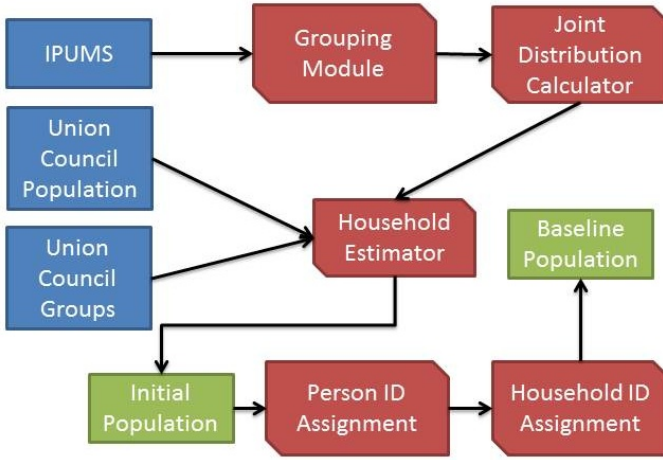 IPUMS
Grouping
Module
Joint
Distribution
Calculator
Union
Council
Population
Union
Council
Groups
Household
Estimator
Baseline
Population
Initial
Population
Person ID
Assignment
Household ID
Assignment